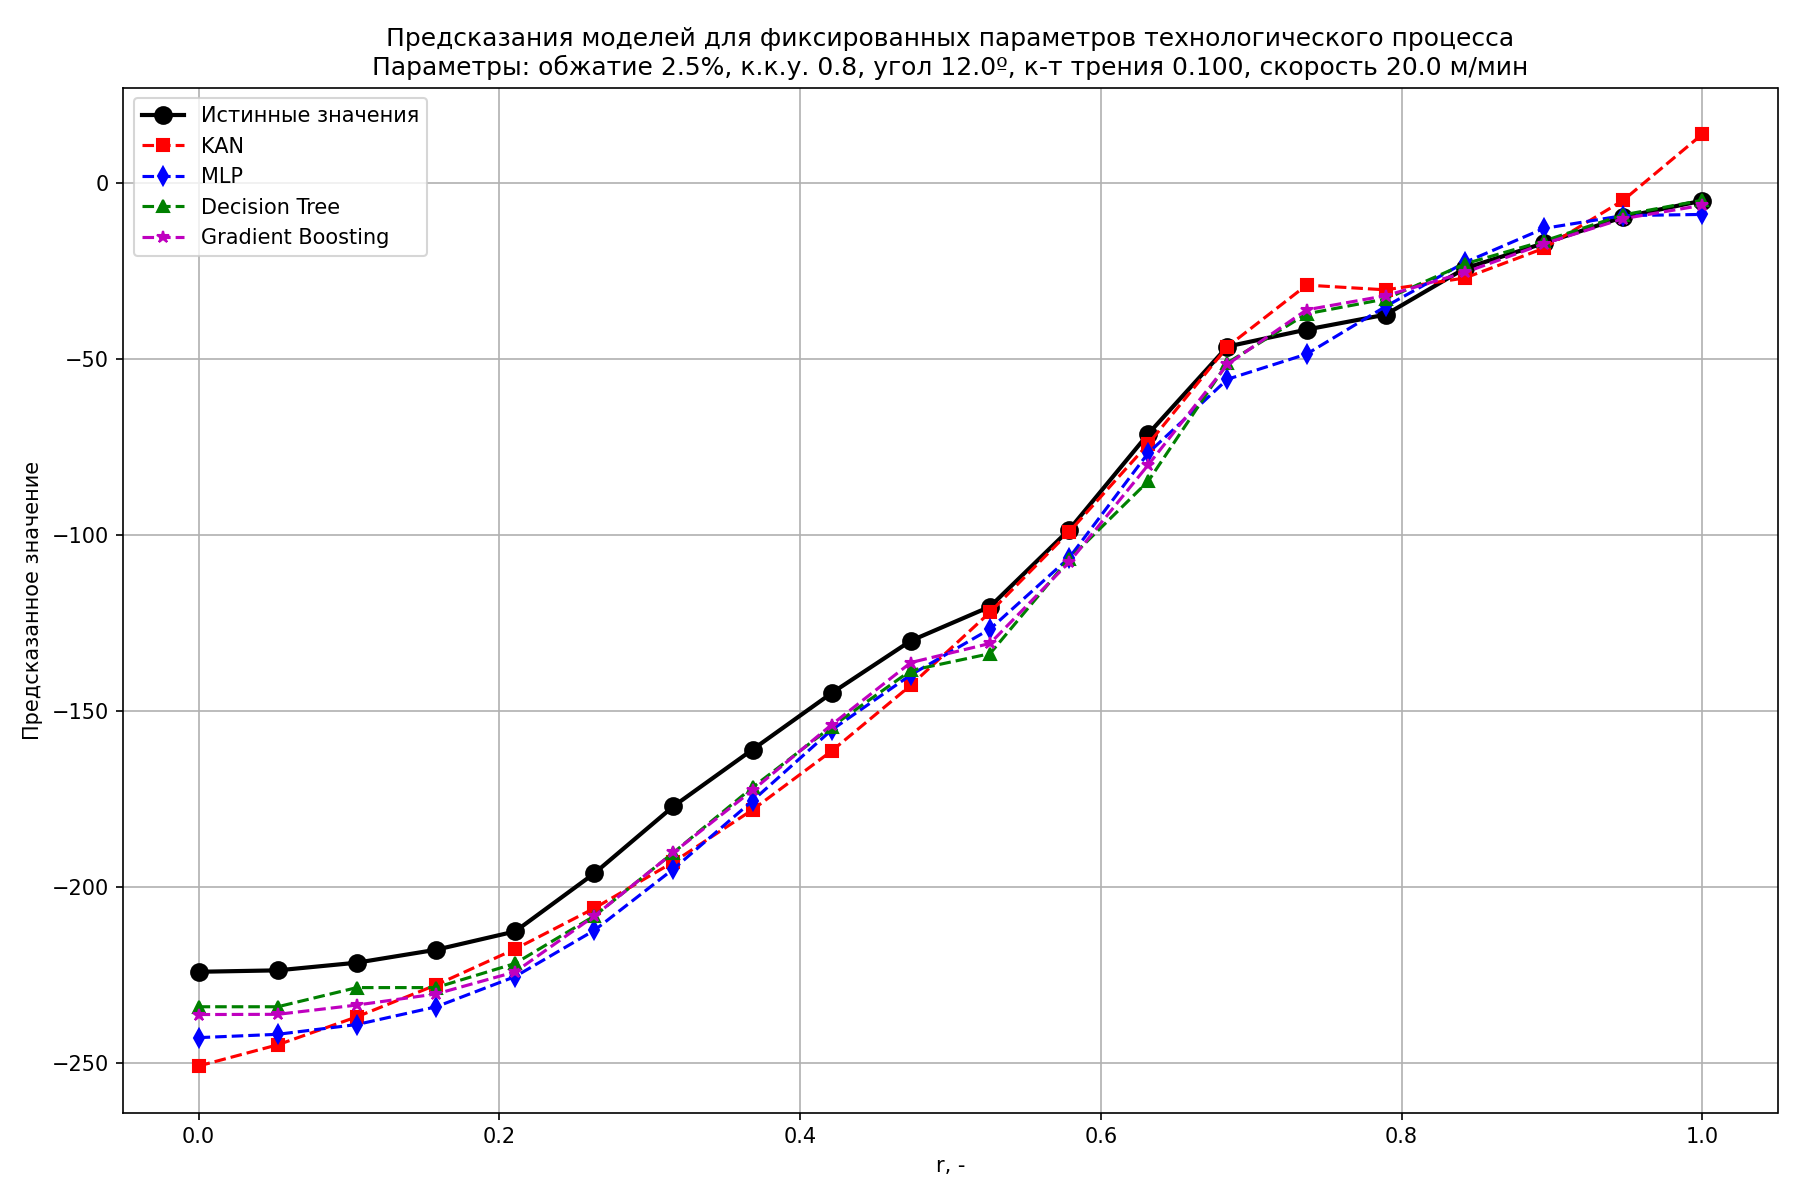 Предсказания моделей для фиксированных параметров технологического процесса
Параметры: обжатие 2.5%, к.к.у. 0.8, угол 12.0º, к-т трения 0.100, скорость 20.0 м/мин
Истинные значения
KAN
MLP
Decision Tree
Gradient Boosting
Предсказанное значение
0
−50
−100
−150
−200
−250
0.0 0.2 0.4 0.6 0.8 1.0
r, -